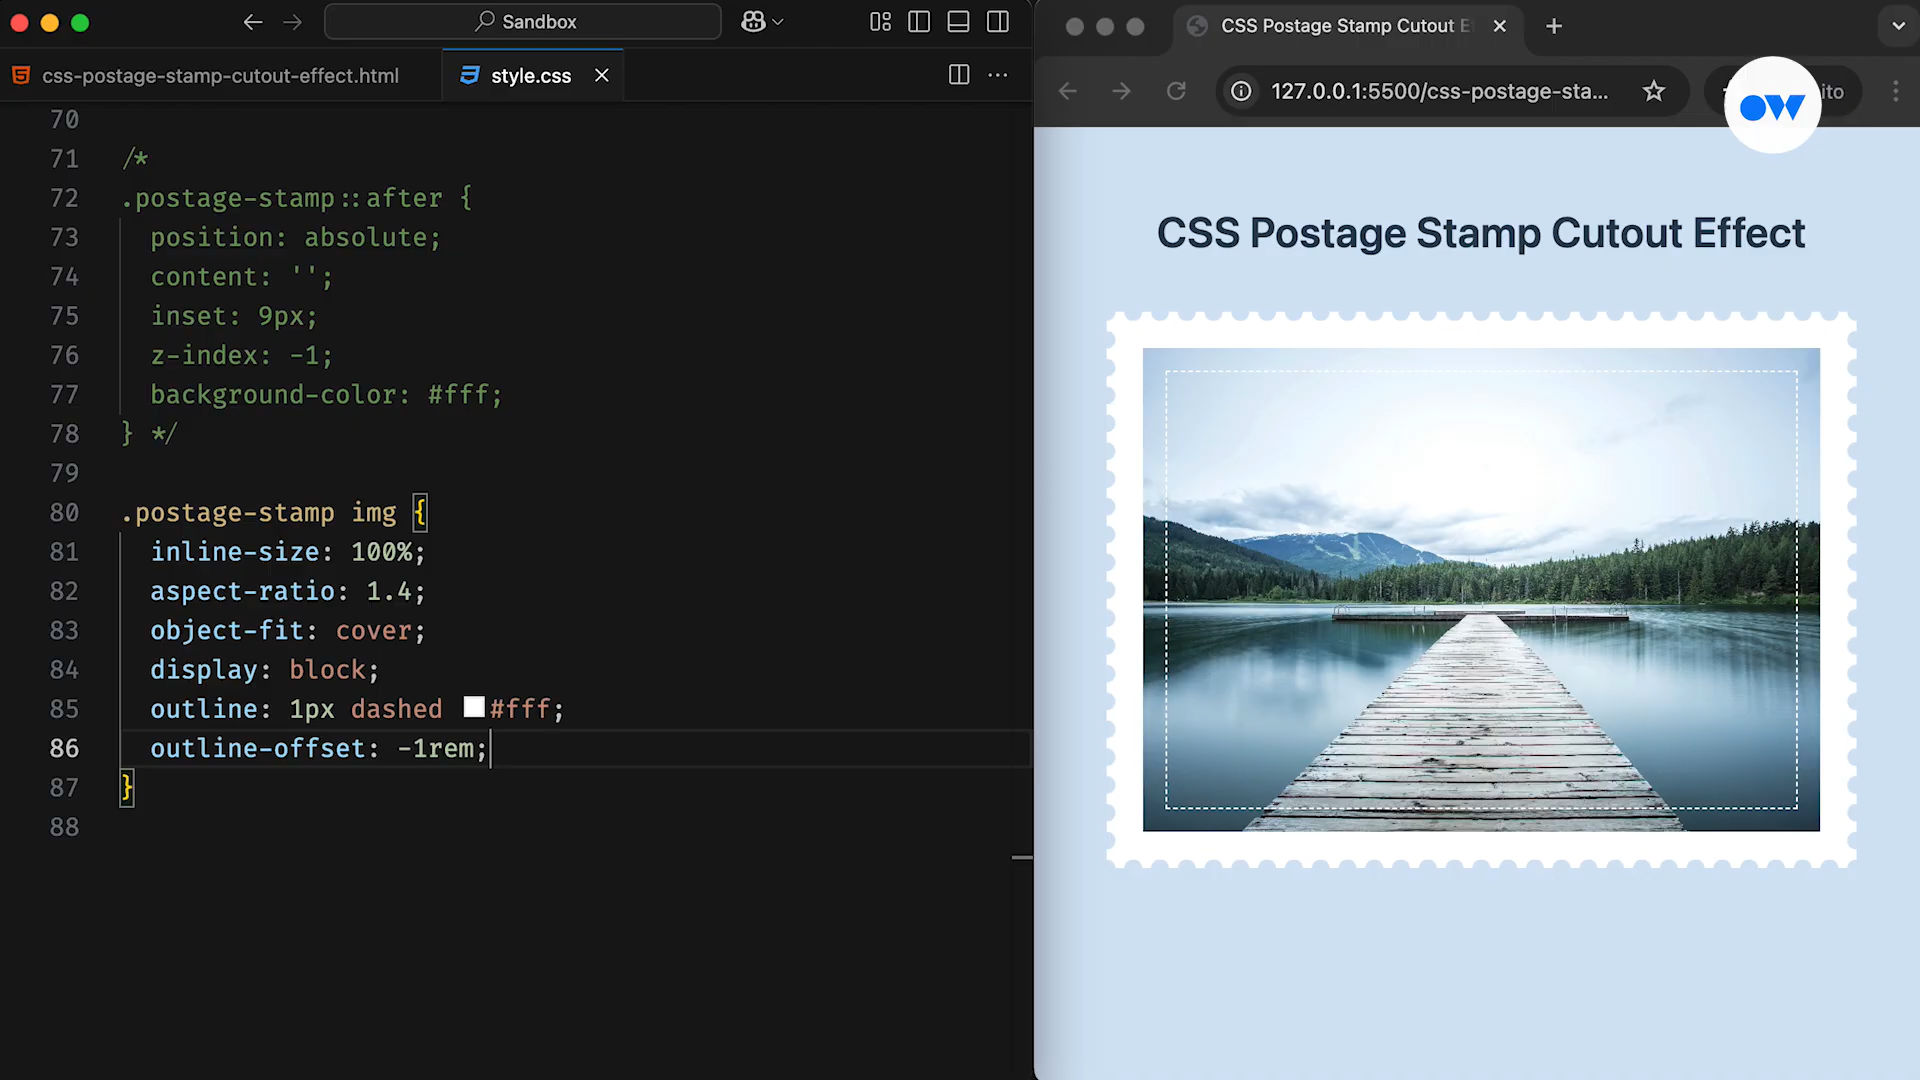 Sandbox
css-postage-stamp-cutout-effect.html
style.css
70
71 /*
72 .postage-stamp::after {
73 position: absolute;
74 content: '';
75 inset: 9px;
76 z-index: -1;
77 background-color: #fff;
78 } */
79
80 .postage-stamp img {
81 inline-size: 100%;
82 aspect-ratio: 1.4;
83 object-fit: cover;
84 display: block;
85 outline: 1px dashed #fff;
86 outline-offset: -1rem;
87 }
88
CSS Postage Stamp Cutout E
127.0.0.1:5500/css-postage-sta...
ito
OW
CSS Postage Stamp Cutout Effect